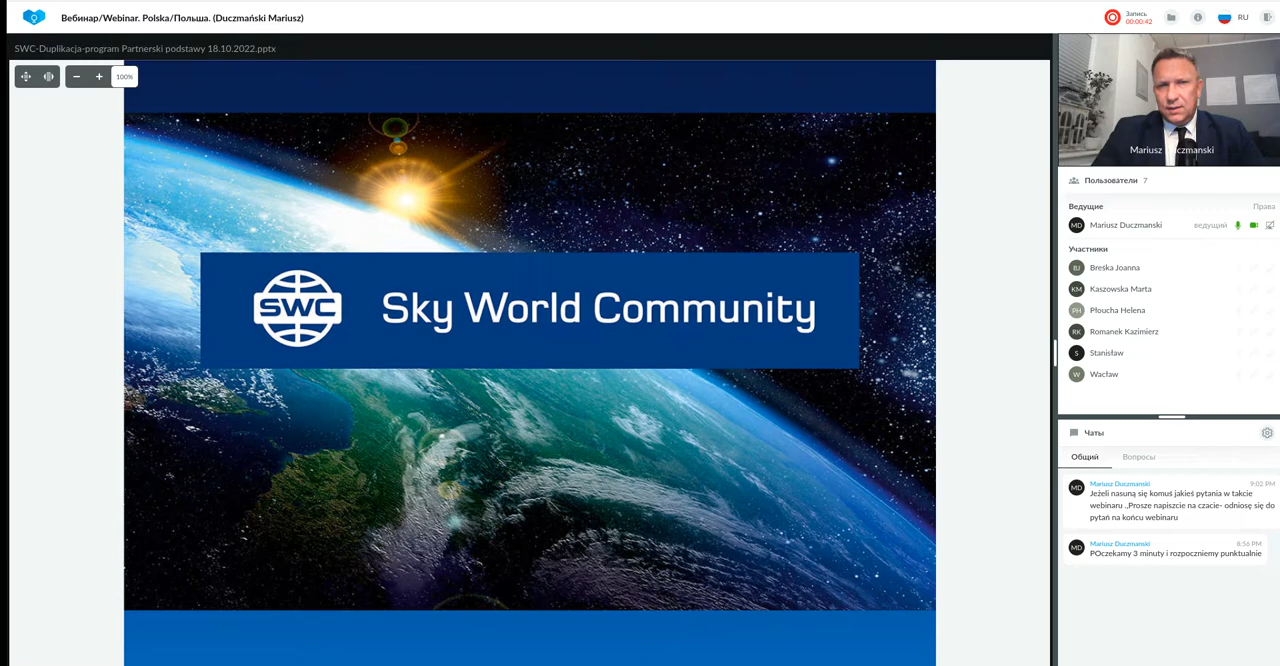 Вебинар/Webinar. Polska/Польша. (Duczmański Mariusz)
Запись
00:00:42
RU
SWC-Duplikacja-program Partnerski podstawy 18.10.2022.pptx
100%
SWC
Sky World Community
Mariusz Duczmanski
Пользователи 7
Ведущие
Права
MD
Mariusz Duczmanski
ведущий
Участники
BJ
Breśka Joanna
KM
Kaszowska Marta
PH
Płoucha Helena
RK
Romanek Kazimierz
S
Stanisław
W
Wacław
Чаты
Общий
Вопросы
MD
Mariusz Duczmanski
9:02 PM
Jeżeli nasuną się komuś jakieś pytania w takcie
webinaru ,,Prosze napiszcie na czacie- odniosę się do
pytań na końcu webinaru
MD
Mariusz Duczmanski
8:56 PM
POczekamy 3 minuty i rozpoczniemy punktualnie